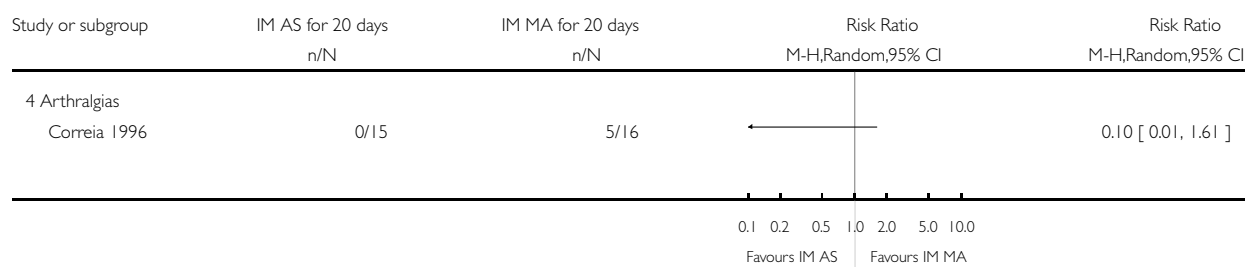 Study or subgroup IM AS for 20 days IM MA for 20 days Risk Ratio Risk Ratio
n/N n/N M-H,Random,95% CI M-H,Random,95% CI
4 Arthralgias
Correia 1996 0/15 5/16 0.10 [ 0.01, 1.61 ]
0.1 0.2 0.5 1.0 2.0 5.0 10.0
Favours IM AS Favours IM MA